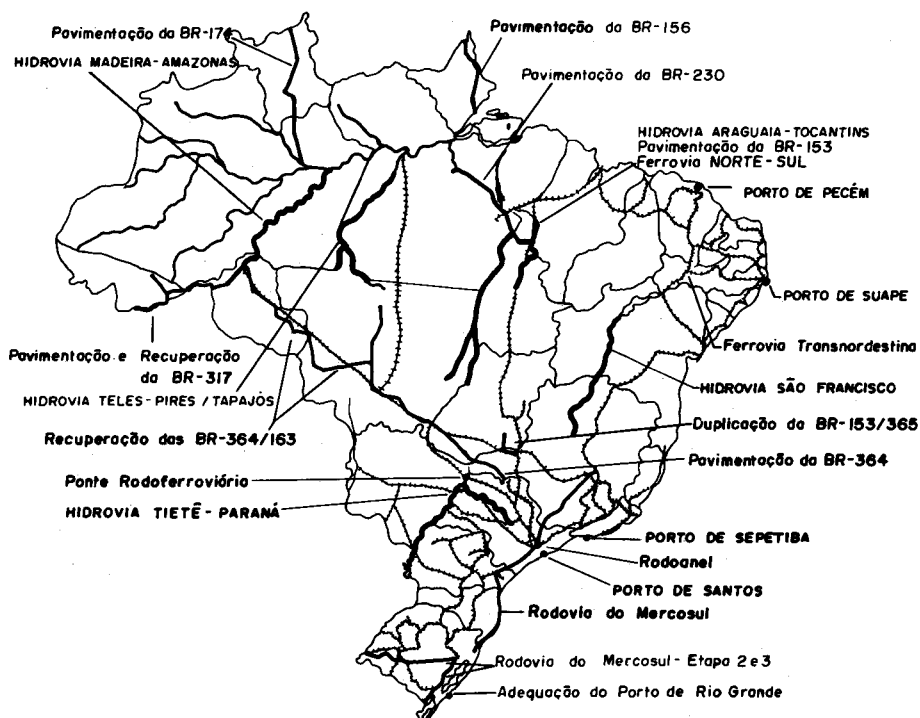 Pavimentação da BR-174
Pavimentação da BR-156
HIDROVIA MADEIRA-AMAZONAS
Pavimentação da BR-230
HIDROVIA ARAGUAIA-TOCANTINS
Pavimentação da BR-153
Ferrovia NORTE-SUL
PORTO DE PECÉM
PORTO DE SUAPE
Ferrovia Transnordestina
Pavimentação e Recuperação
da BR-317
HIDROVIA SÃO FRANCISCO
HIDROVIA TELES-PIRES / TAPAJÓS
Duplicação da BR-153/365
Recuperação das BR-364/163
Pavimentação da BR-364
Ponte Rodoferroviária
HIDROVIA TIETÊ-PARANÁ
PORTO DE SEPETIBA
Rodoanel
PORTO DE SANTOS
Rodovia do Mercosul
Rodovia do Mercosul - Etapa 2 e 3
Adequação do Porto de Rio Grande